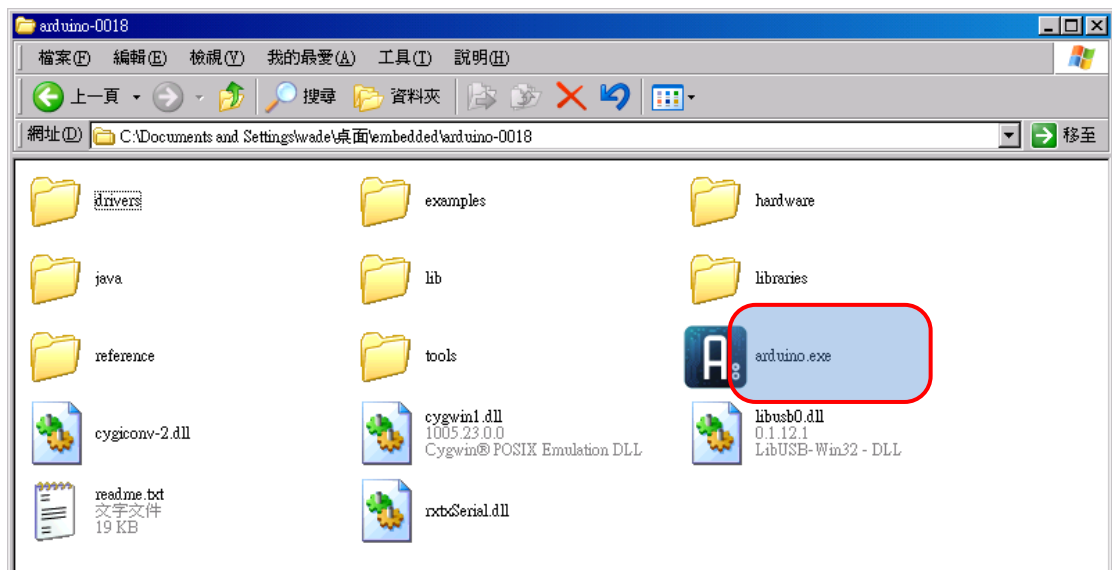 arduino-0018
檔案(F) 編輯(E) 檢視(V) 我的最愛(A) 工具(T) 說明(H)
上一頁 搜尋 資料夾
網址(D) C:\Documents and Settings\wade\桌面\embedded\arduino-0018 移至
drivers
examples
hardware
java
lib
libraries
reference
tools
arduino.exe
cygiconv-2.dll
cygwin1.dll
1005.23.0.0
Cygwin® POSIX Emulation DLL
libusb0.dll
0.1.12.1
LibUSB-Win32 - DLL
readme.txt
文字文件
19 KB
rxtxSerial.dll